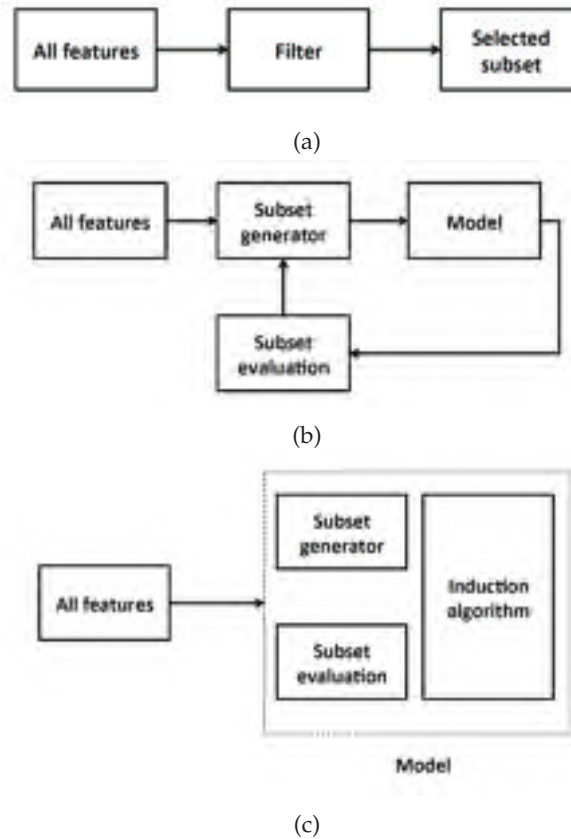 All features
Filter
Selected
subset
(a)
All features
Subset
generator
Model
Subset
evaluation
(b)
All features
Subset
generator
Induction
algorithm
Subset
evaluation
Model
(c)